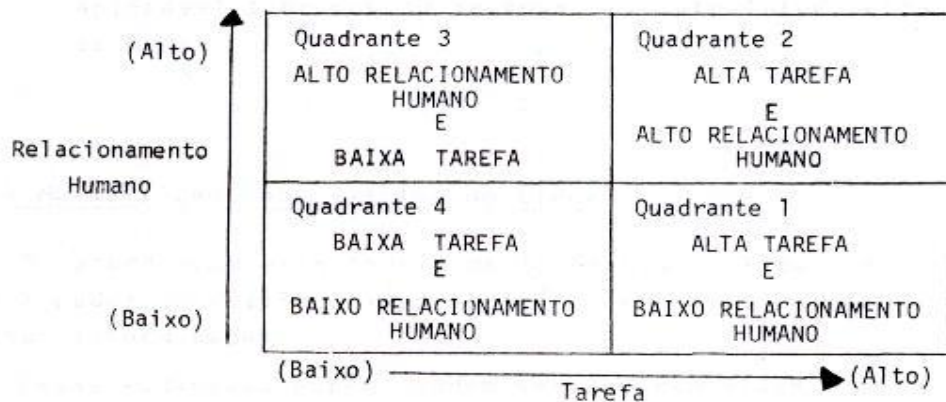 (Alto)
Relacionamento
Humano
(Baixo)
Quadrante 3
ALTO RELACIONAMENTO
HUMANO
E
BAIXA TAREFA
Quadrante 2
ALTA TAREFA
E
ALTO RELACIONAMENTO
HUMANO
Quadrante 4
BAIXA TAREFA
E
BAIXO RELACIONAMENTO
HUMANO
Quadrante 1
ALTA TAREFA
E
BAIXO RELACIONAMENTO
HUMANO
(Baixo)
Tarefa
(Alto)